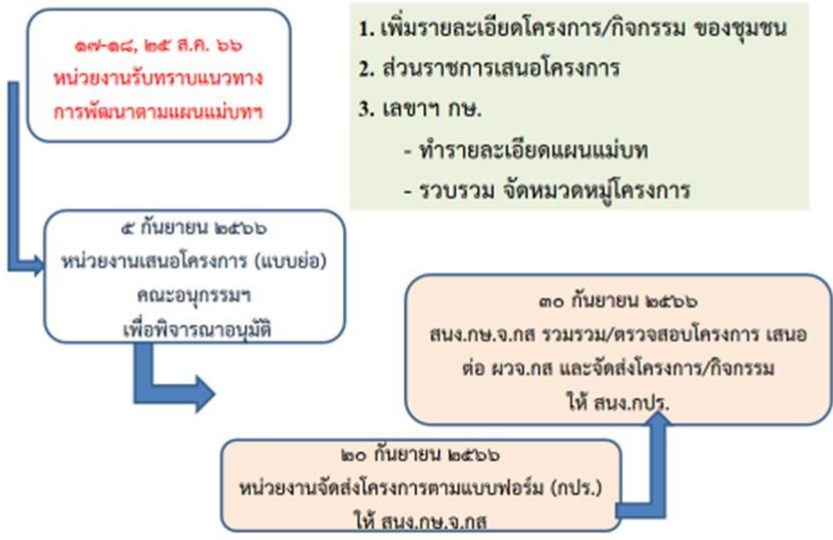 ๑๗-๑๘, ๒๕ ส.ค. ๖๖
หน่วยงานรับทราบแนวทาง
การพัฒนาตามแผนแม่บทฯ
1. เพิ่มรายละเอียดโครงการ/กิจกรรม ของชุมชน
2. ส่วนราชการเสนอโครงการ
3. เลขาฯ กษ.
- ทำรายละเอียดแผนแม่บท
- รวบรวม จัดหมวดหมู่โครงการ
๕ กันยายน ๒๕๖๖
หน่วยงานเสนอโครงการ (แบบย่อ)
คณะอนุกรรมฯ
เพื่อพิจารณาอนุมัติ
๓๐ กันยายน ๒๕๖๖
สนง.กษ.จ.กส รวมรวม/ตรวจสอบโครงการ เสนอ
ต่อ ผวจ.กส และจัดส่งโครงการ/กิจกรรม
ให้ สนง.กปร.
๒๐ กันยายน ๒๕๖๖
หน่วยงานจัดส่งโครงการตามแบบฟอร์ม (กปร.)
ให้ สนง.กษ.จ.กส